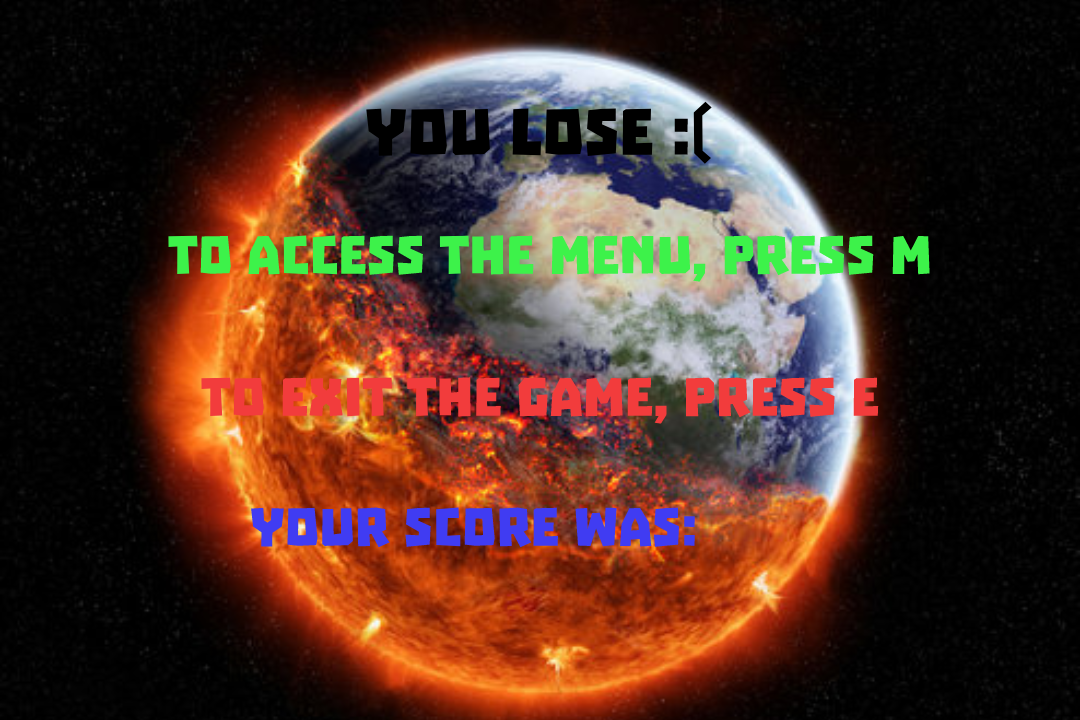 YOU LOSE :(
TO ACCESS THE MENU, PRESS M
TO EXIT THE GAME, PRESS E
YOUR SCORE WAS: